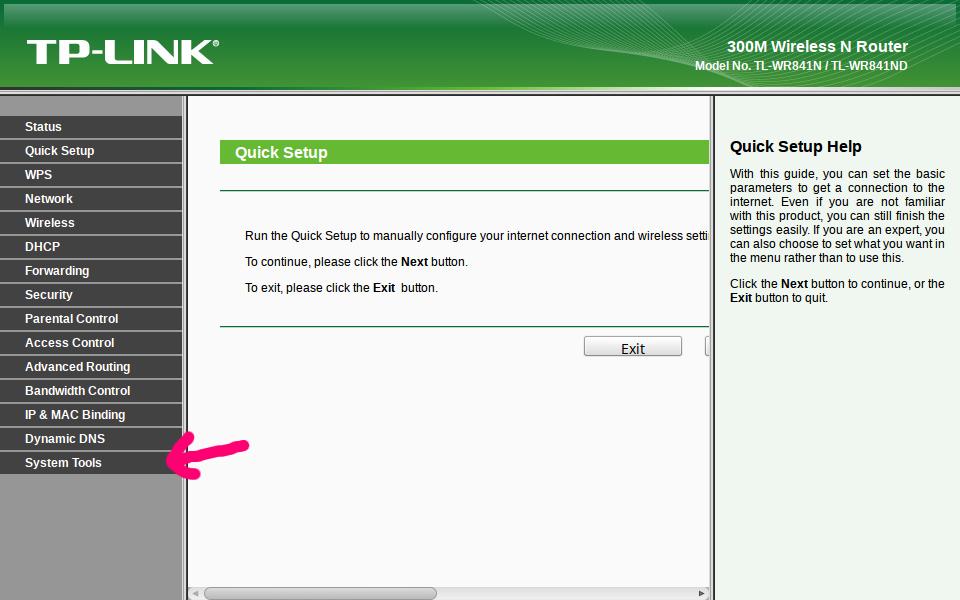 TP-LINK®
300M Wireless N Router
Model No. TL-WR841N / TL-WR841ND
Status
Quick Setup
WPS
Network
Wireless
DHCP
Forwarding
Security
Parental Control
Access Control
Advanced Routing
Bandwidth Control
IP & MAC Binding
Dynamic DNS
System Tools
Quick Setup
Run the Quick Setup to manually configure your internet connection and wireless setti
To continue, please click the Next button.
To exit, please click the Exit button.
Exit
Quick Setup Help
With this guide, you can set the basic
parameters to get a connection to the
internet. Even if you are not familiar
with this product, you can still finish the
settings easily. If you are an expert, you
can also choose to set what you want in
the menu rather than to use this.
Click the Next button to continue, or the
Exit button to quit.